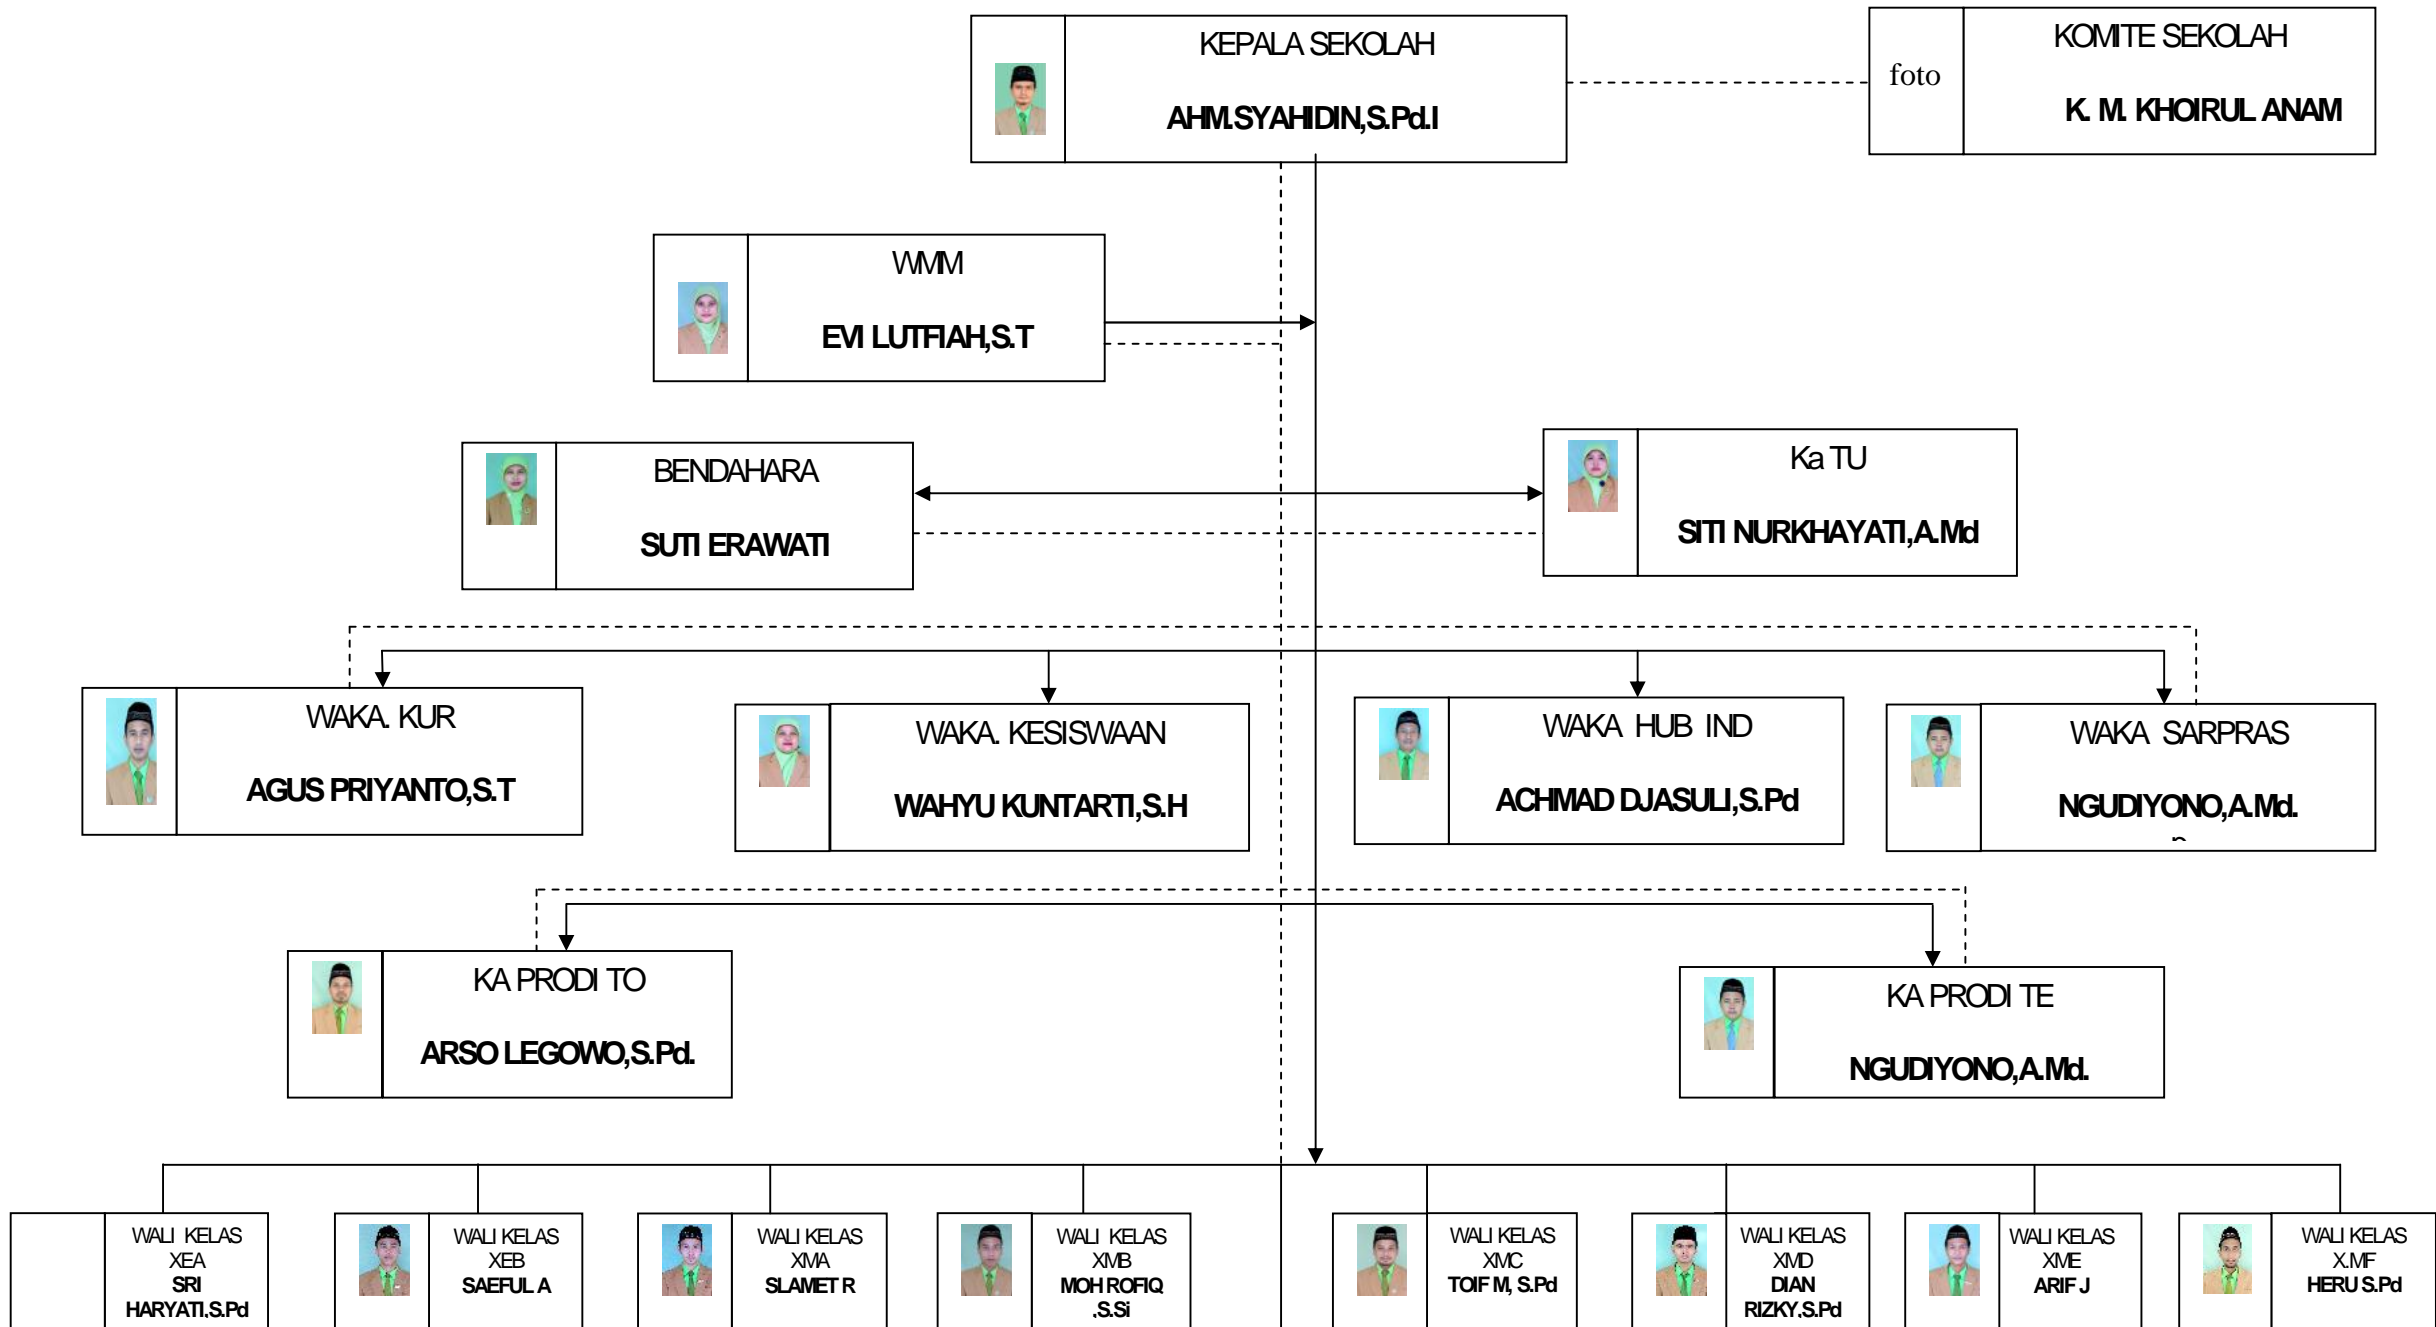 KEPALA SEKOLAH
AHM.SYAHIDIN,S.Pd.I
foto
KOMITE SEKOLAH
K. M. KHOIRUL ANAM
WMM
EVI LUTFIAH,S.T
BENDAHARA
SUTI ERAWATI
Ka TU
SITI NURKHAYATI,A.Md
WAKA. KUR
AGUS PRIYANTO,S.T
WAKA. KESISWAAN
WAHYU KUNTARTI,S.H
WAKA HUB IND
ACHMAD DJASULI,S.Pd
WAKA SARPRAS
NGUDIYONO,A.Md.
KA PRODI TO
ARSO LEGOWO,S.Pd.
KA PRODI TE
NGUDIYONO,A.Md.
WALI KELAS
XEA
SRI
HARYATI,S.Pd
WALI KELAS
XEB
SAEFUL A
WALI KELAS
XMA
SLAMET R
WALI KELAS
XMB
MOH ROFIQ
,S.Si
WALI KELAS
XMC
TOIF M, S.Pd
WALI KELAS
XMD
DIAN
RIZKY,S.Pd
WALI KELAS
XME
ARIF J
WALI KELAS
X.MF
HERU S.Pd